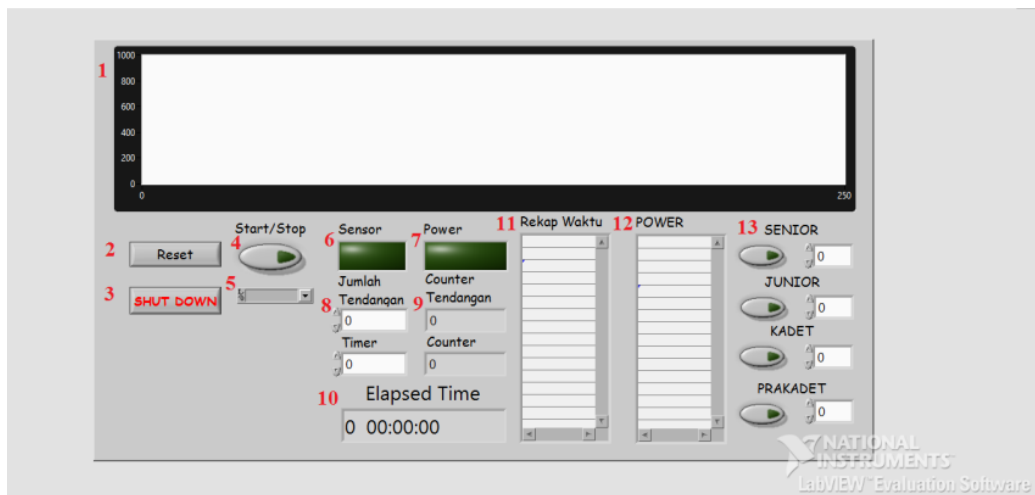 1
1000
800
600
400
200
0
0 250
2 Reset
3 SHUT DOWN
4 Start/Stop
5
6 Sensor
7 Power
8 Jumlah
Tendangan
0
9 Counter
Tendangan
0
Timer
0
Counter
0
10 Elapsed Time
0 00:00:00
11 Rekap Waktu
12 POWER
13 SENIOR
0
JUNIOR
0
KADET
0
PRAKADET
0
NATIONAL
INSTRUMENTS™
LabVIEW™ Evaluation Software